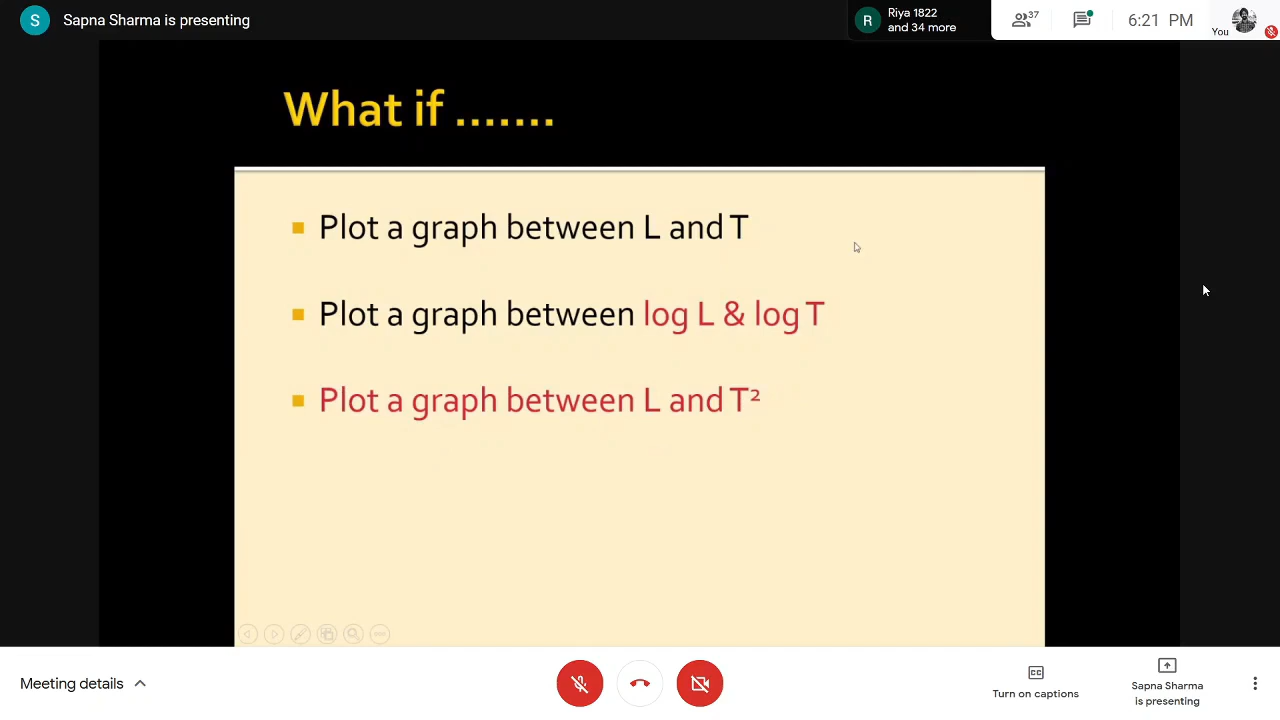 S Sapna Sharma is presenting
R Riya 1822
and 34 more
37
6:21 PM
You
What if .......
Plot a graph between L and T
Plot a graph between log L & log T
Plot a graph between L and T²
Meeting details
CC
Turn on captions
Sapna Sharma
is presenting